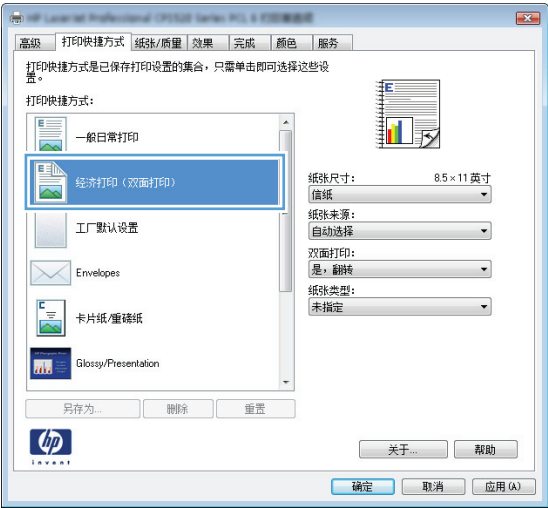 HP LaserJet Professional CP1520 Series PCL 6
高级 打印快捷方式 纸张/质量 效果 完成 颜色 服务
打印快捷方式是已保存打印设置的集合，只需单击即可选择这些设
置。
打印快捷方式：
E
一般日常打印
E
经济打印（双面打印）
工厂默认设置
Envelopes
C
卡片纸/重磅纸
Glossy/Presentation
另存为... 删除 重置
E
纸张尺寸： 8.5×11 英寸
信纸
纸张来源：
自动选择
双面打印：
是，翻转
纸张类型：
未指定
hp
invent
关于... 帮助
确定 取消 应用(A)